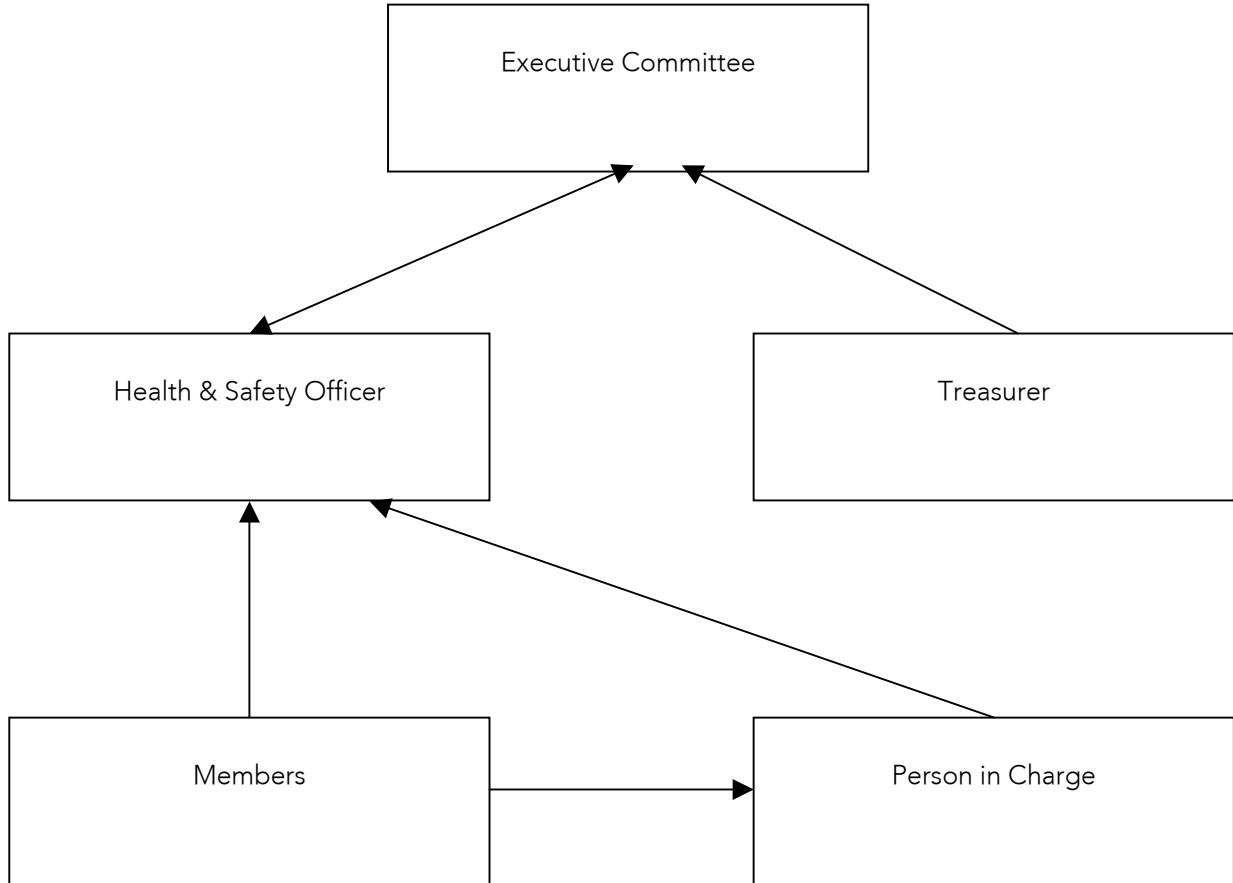 Executive Committee
Health & Safety Officer
Treasurer
Members
Person in Charge